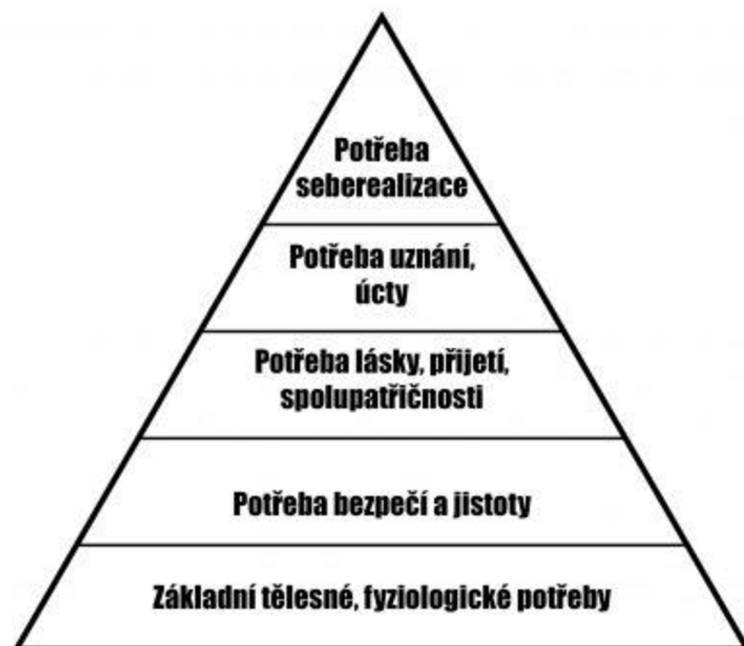 Potřeba
seberealizace
Potřeba uznání,
úcty
Potřeba lásky, přijetí,
spolupatřičnosti
Potřeba bezpečí a jistoty
Základní tělesné, fyziologické potřeby